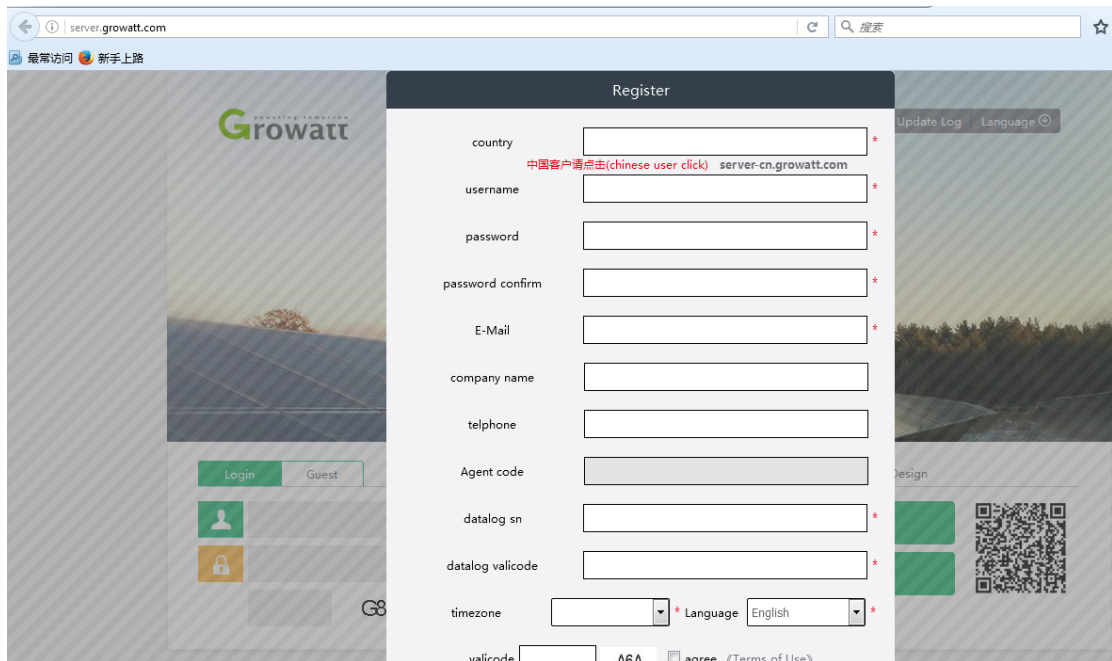 server.growatt.com
搜索
最常访问 新手上路
Register
powering tomorrow
Growatt
Update Log Language
country *
中国客户请点击(chinese user click) server-cn.growatt.com
username *
password *
password confirm *
E-Mail *
company name
telphone
Agent code
Login Guest Design
datalog sn *
datalog valicode *
G8
timezone * Language English *
valicode A6A agree 《Terms of Use》